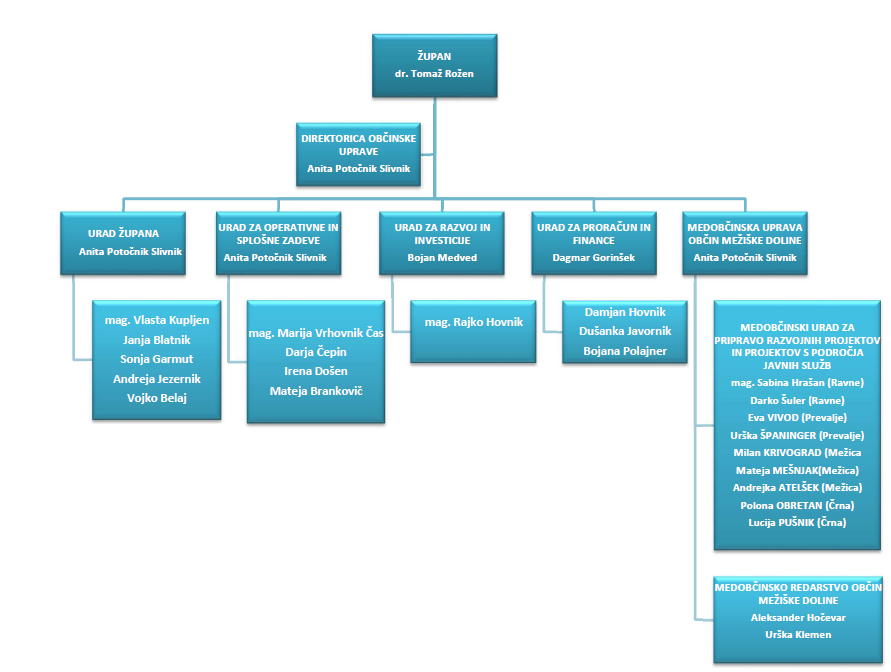 ŽUPAN
dr. Tomaž Rožen
DIREKTORICA OBČINSKE
UPRAVE
Anita Potočnik Slivnik
URAD ŽUPANA
Anita Potočnik Slivnik
URAD ZA OPERATIVNE IN
SPLOŠNE ZADEVE
Anita Potočnik Slivnik
URAD ZA RAZVOJ IN
INVESTICIJE
Bojan Medved
URAD ZA PRORAČUN IN
FINANCE
Dagmar Gorinšek
MEDOBČINSKA UPRAVA
OBČIN MEŽIŠKE DOLINE
Anita Potočnik Slivnik
mag. Vlasta Kupljen
Janja Blatnik
Sonja Garmut
Andreja Jezernik
Vojko Belaj
mag. Marija Vrhovnik Čas
Darja Čepin
Irena Došen
Mateja Brankovič
mag. Rajko Hovnik
Damjan Hovnik
Dušanka Javornik
Bojana Polajner
MEDOBČINSKI URAD ZA
PRIPRAVO RAZVOJNIH PROJEKTOV
IN PROJEKTOV S PODROČJA
JAVNIH SLUŽB
mag. Sabina Hrašan (Ravne)
Darko Šuler (Ravne)
Eva VIVOD (Prevalje)
Urška ŠPANINGER (Prevalje)
Milan KRIVOGRAD (Mežica
Mateja MEŠNJAK(Mežica)
Andrejka ATELŠEK (Mežica)
Polona OBRETAN (Črna)
Lucija PUŠNIK (Črna)
MEDOBČINSKO REDARSTVO OBČIN
MEŽIŠKE DOLINE
Aleksander Hočevar
Urška Klemen